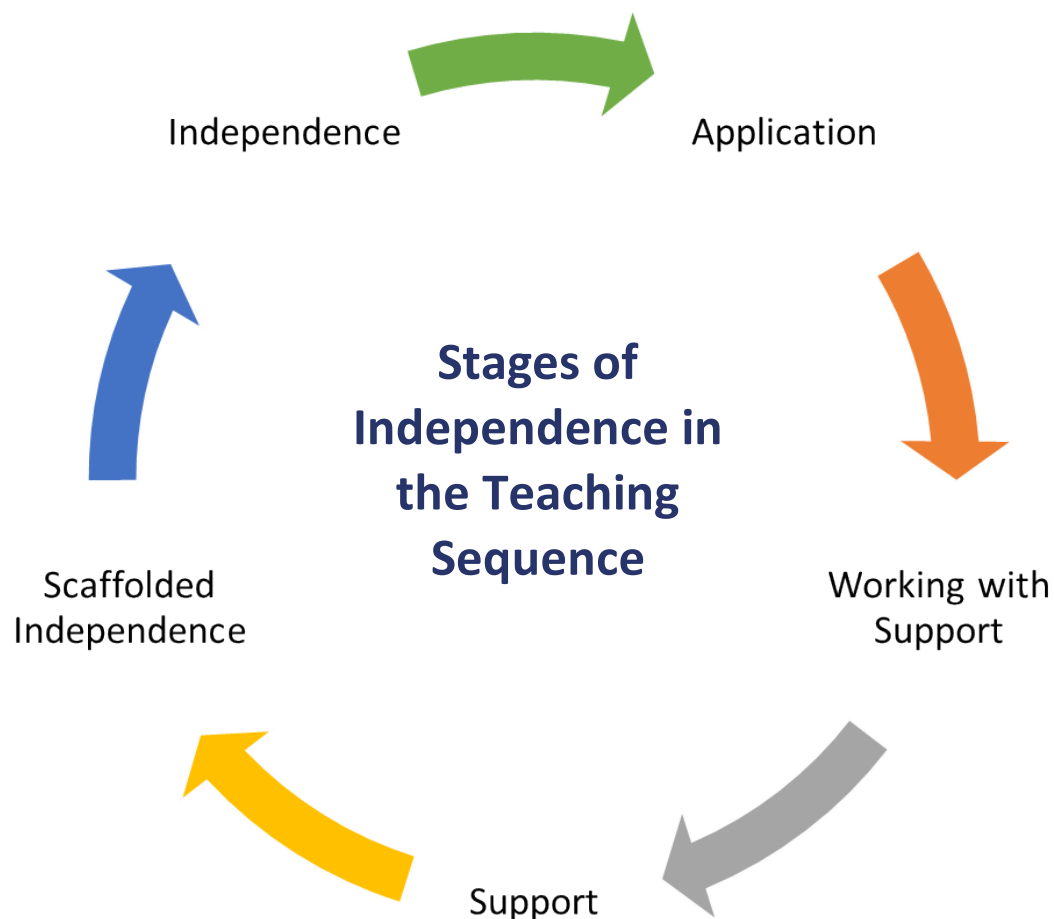 Independence
Application
Stages of
Independence in
the Teaching
Sequence
Scaffolded
Independence
Working with
Support
Support